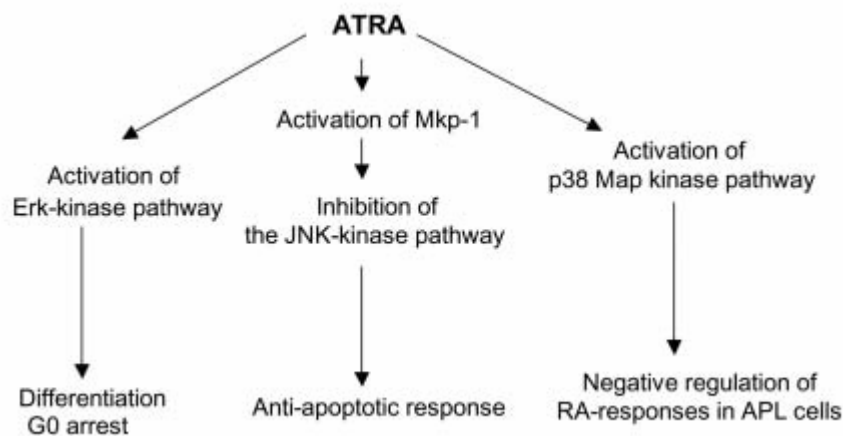 ATRA
Activation of Mkp-1
Activation of
Erk-kinase pathway
Inhibition of
the JNK-kinase pathway
Activation of
p38 Map kinase pathway
Differentiation
G0 arrest
Anti-apoptotic response
Negative regulation of
RA-responses in APL cells